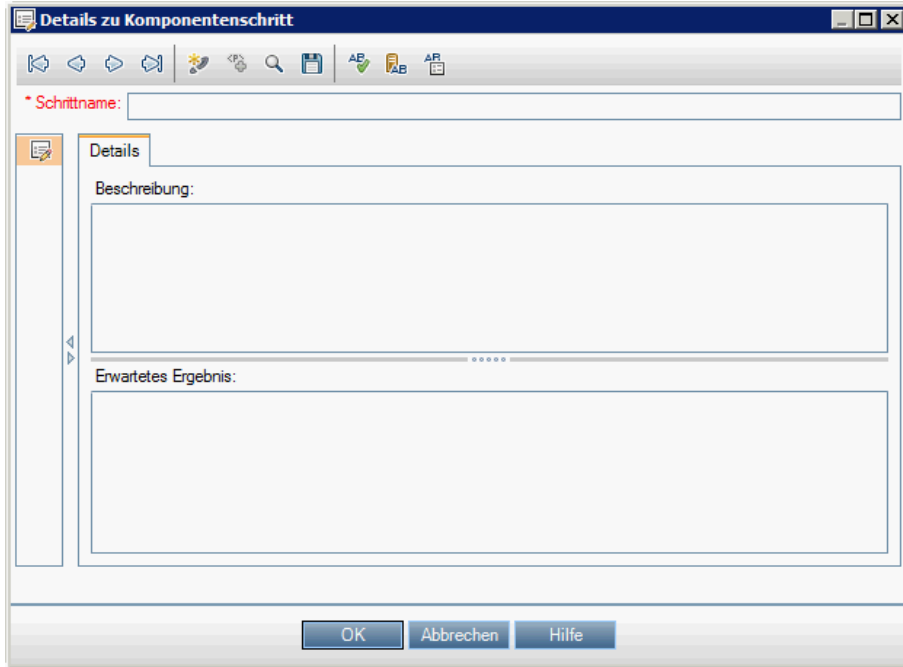 Details zu Komponentenschritt
* Schrittname:
Details
Beschreibung:
Erwartetes Ergebnis:
OK Abbrechen Hilfe